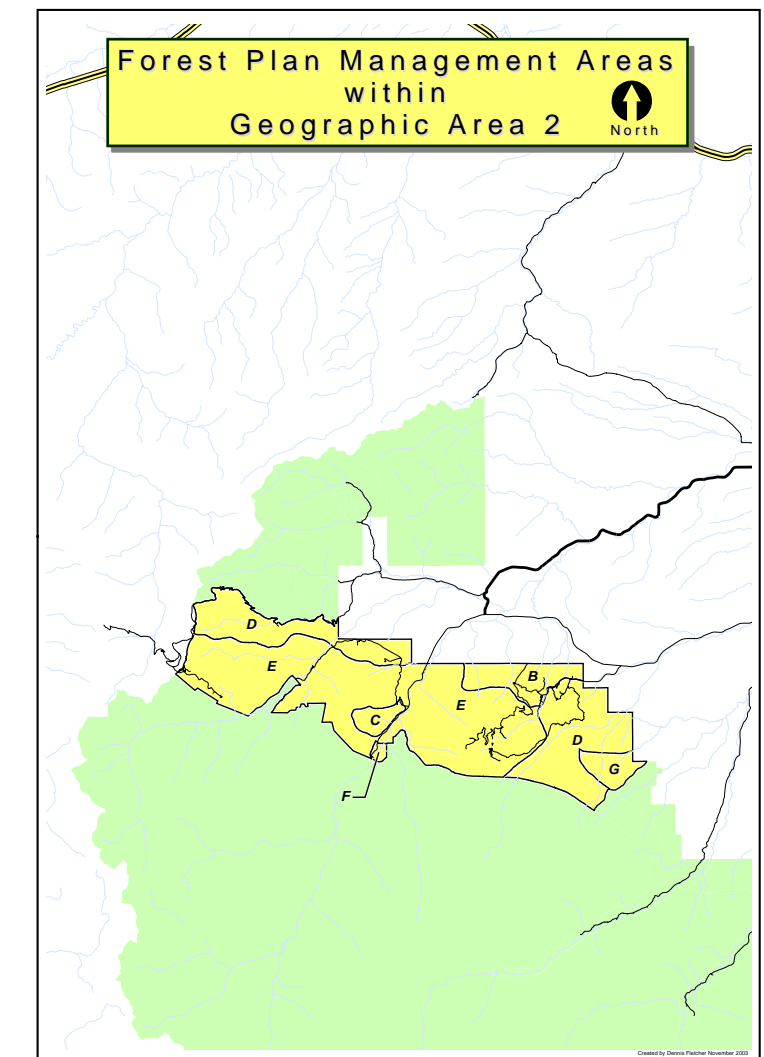 Forest Plan Management Areas
within
Geographic Area 2
North
D
E
B
E
C
D
G
F
Created by Dennis Fletcher November 2003